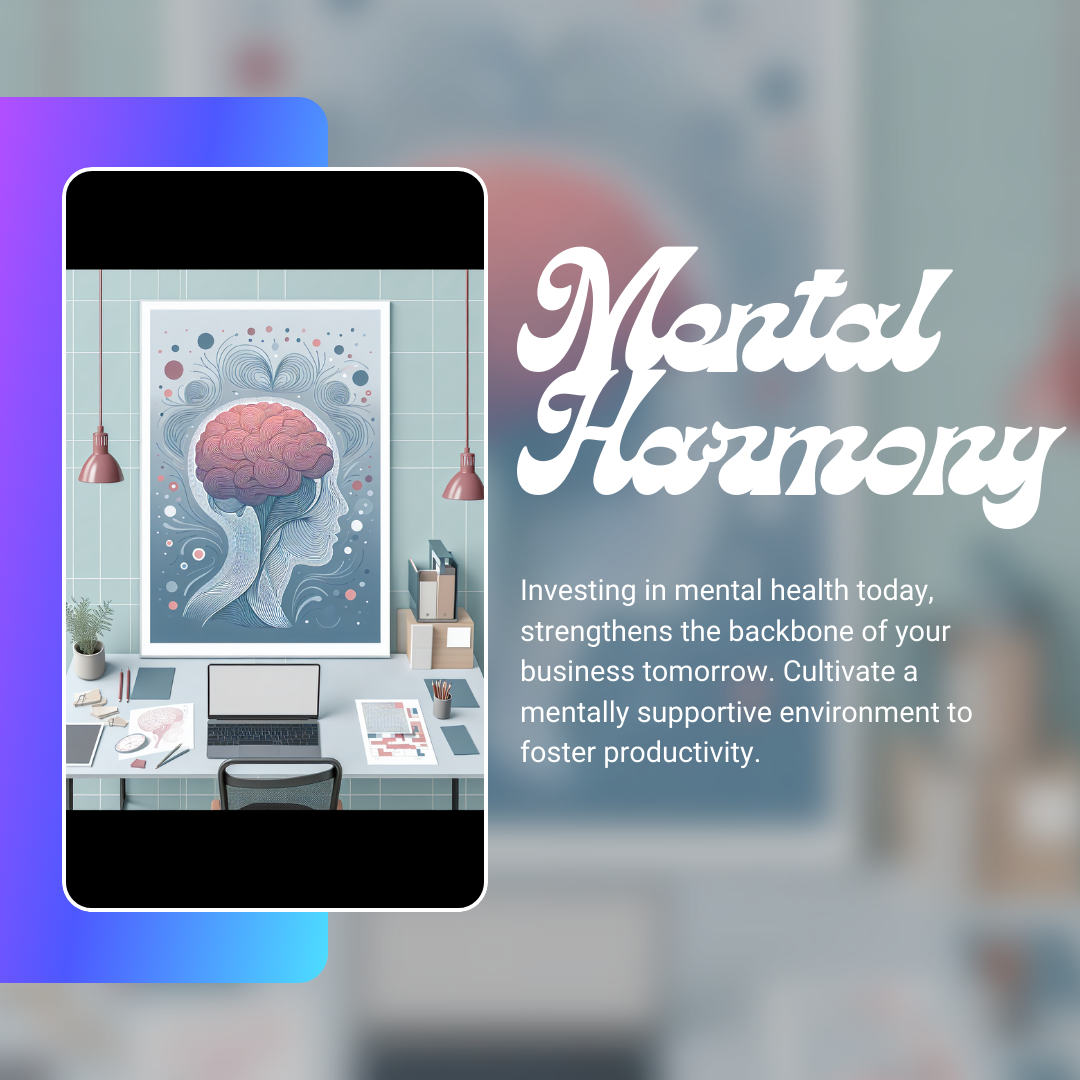 Mental
Harmony
Investing in mental health today,
strengthens the backbone of your
business tomorrow. Cultivate a
mentally supportive environment to
foster productivity.